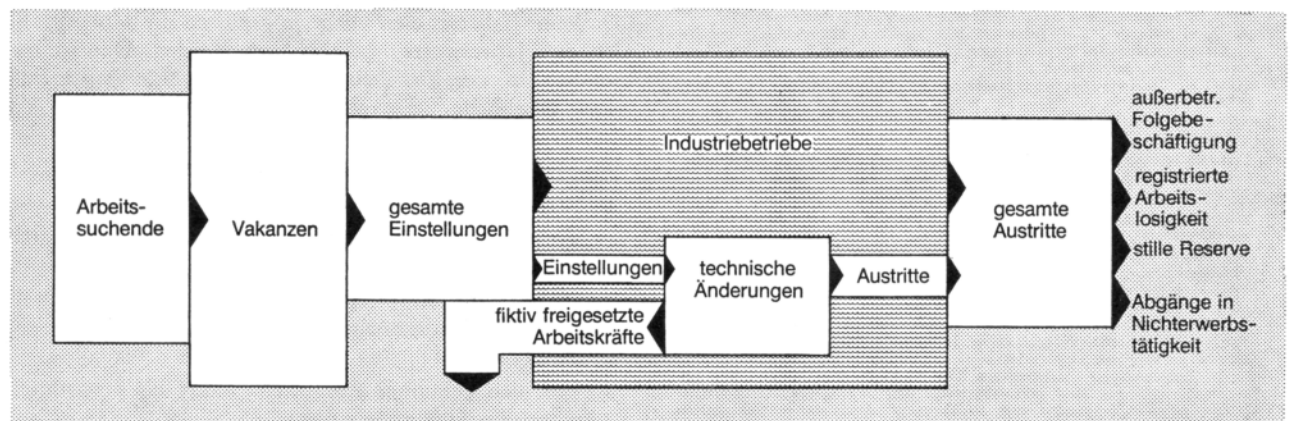 Arbeits-
suchende
Vakanzen
gesamte
Einstellungen
Industriebetriebe
Einstellungen
technische
Änderungen
Austritte
fiktiv freigesetzte
Arbeitskräfte
gesamte
Austritte
außerbetr.
Folgebe-
schäftigung
registrierte
Arbeits-
losigkeit
stille Reserve
Abgänge in
Nichterwerbs-
tätigkeit